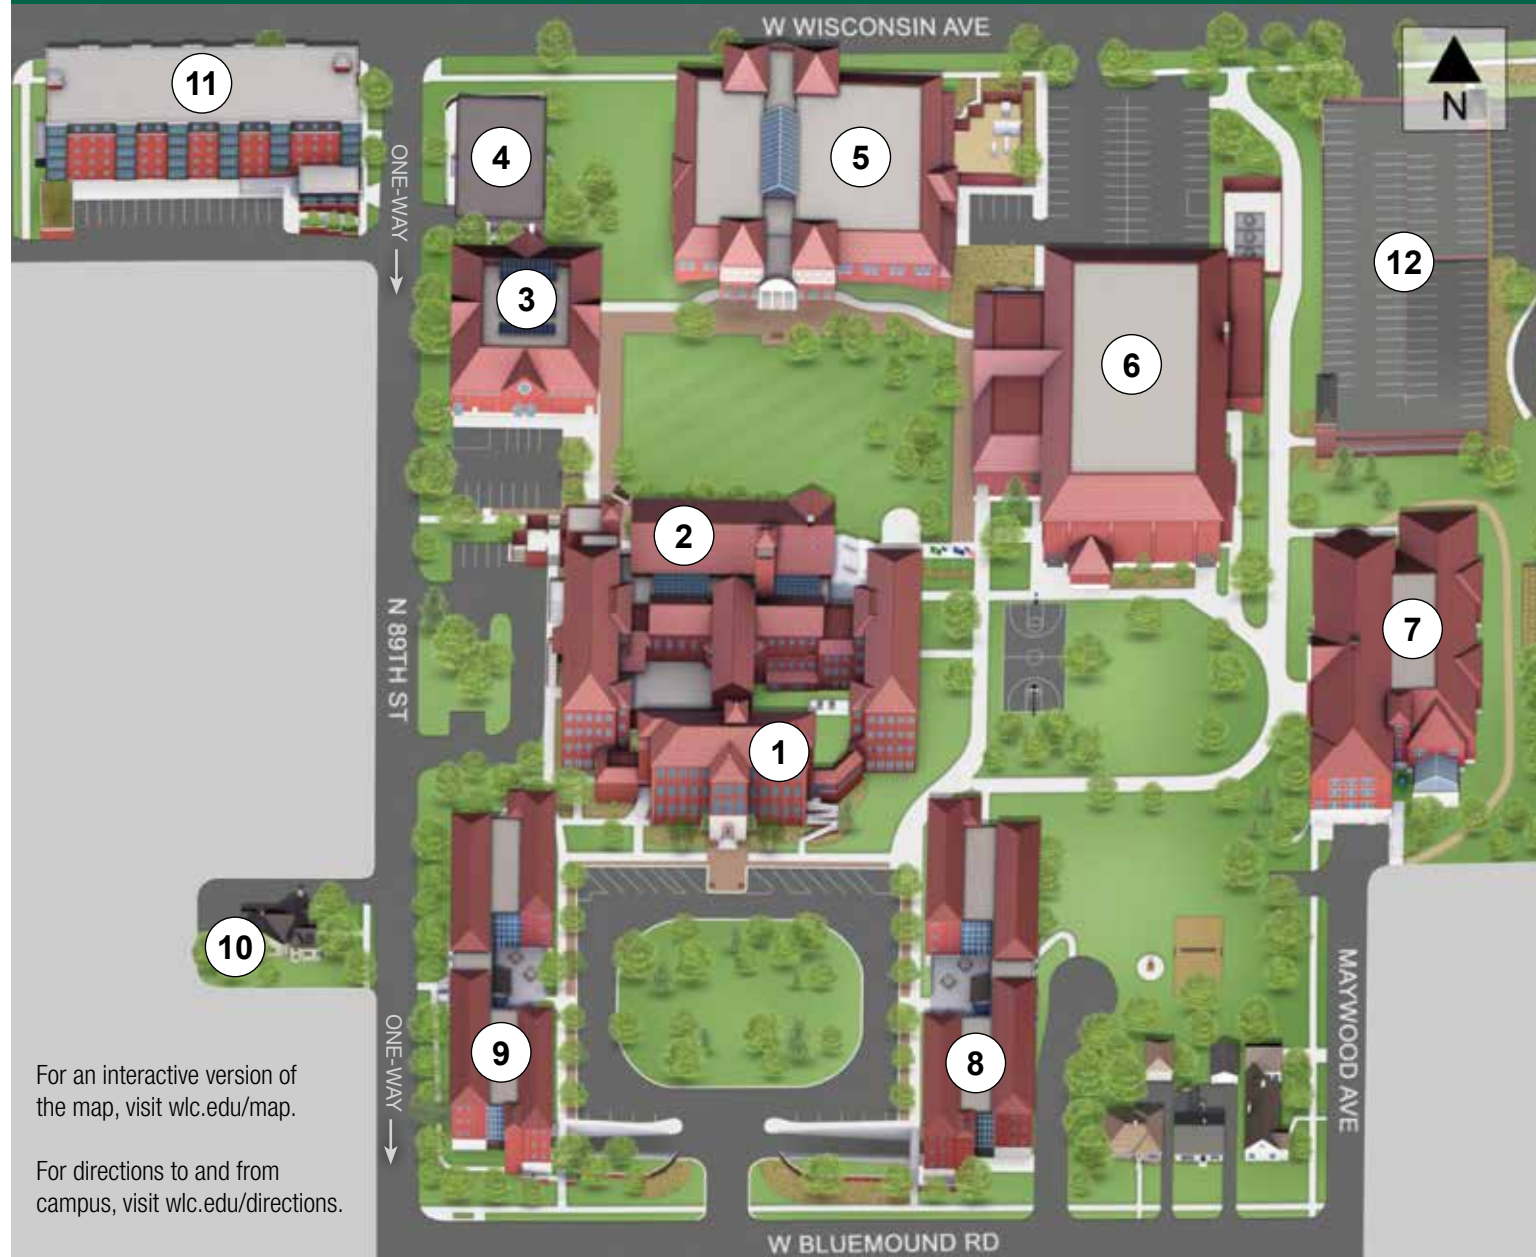 W WISCONSIN AVE
N
11
4
5
ONE-WAY
12
3
6
2
7
N 89TH ST
1
10
MAYWOOD AVE
ONE-WAY
9
8
For an interactive version of
the map, visit wlc.edu/map.
For directions to and from
campus, visit wlc.edu/directions.
W BLUEMOUND RD